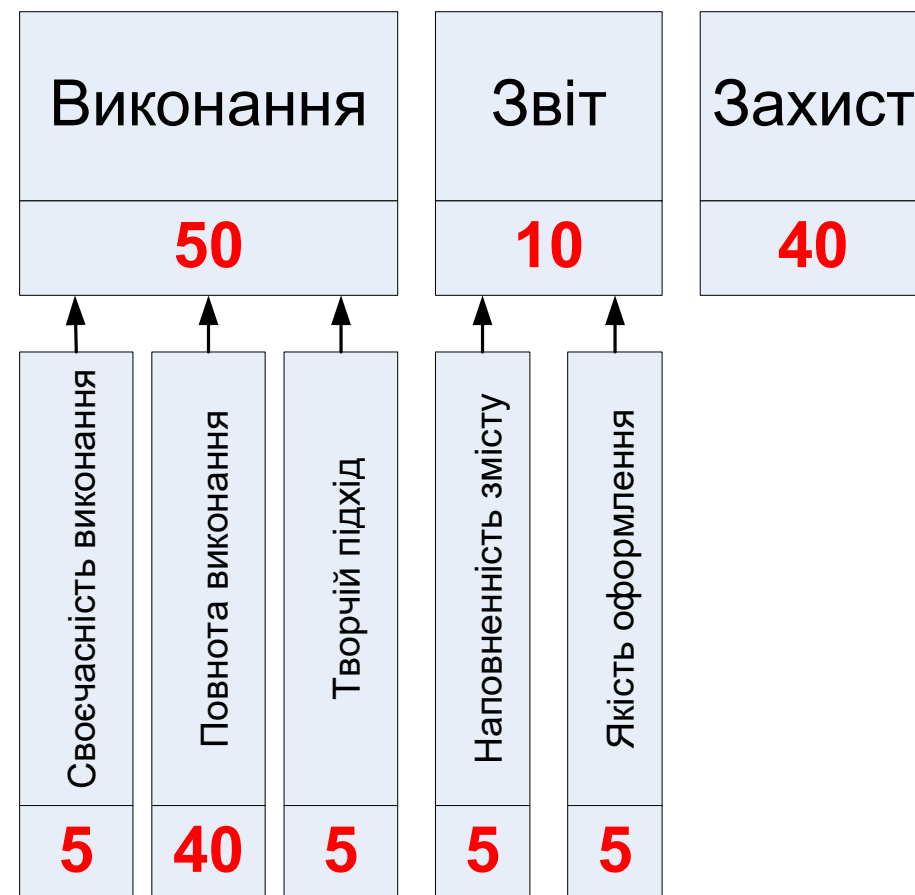 Виконання
50
Звіт
10
Захист
40
Своєчасність виконання
5
Повнота виконання
40
Творчій підхід
5
Наповненність змісту
5
Якість оформлення
5